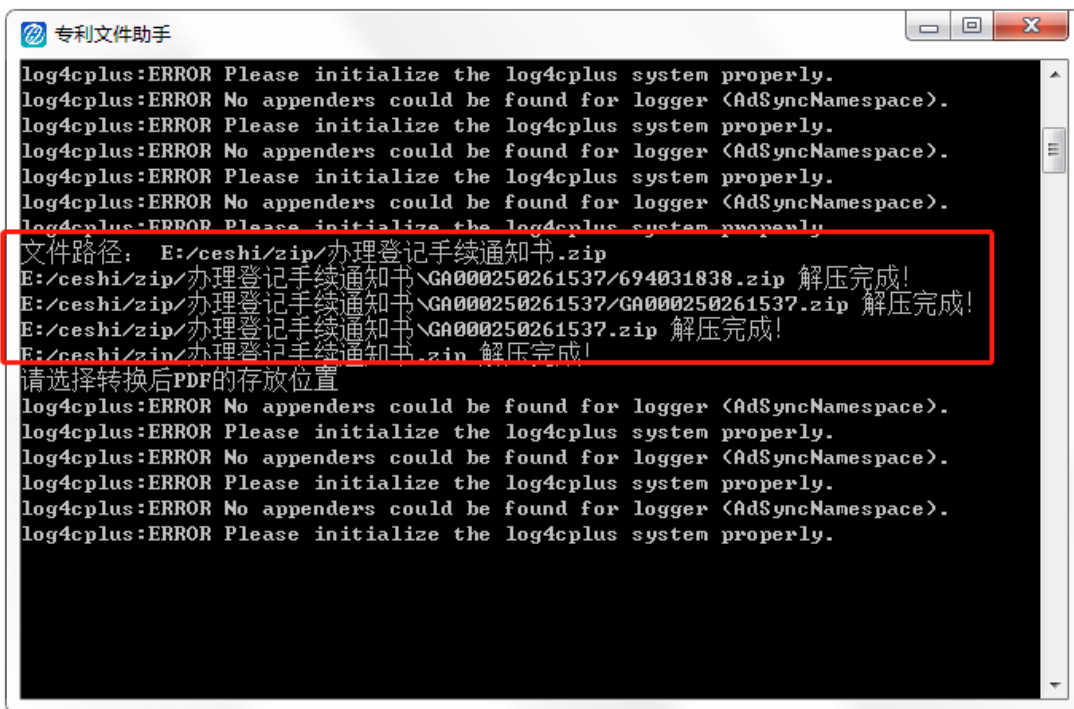 专利文件助手
log4cplus:ERROR Please initialize the log4cplus system properly.
log4cplus:ERROR No appenders could be found for logger (AdSyncNamespace).
log4cplus:ERROR Please initialize the log4cplus system properly.
log4cplus:ERROR No appenders could be found for logger (AdSyncNamespace).
log4cplus:ERROR Please initialize the log4cplus system properly.
log4cplus:ERROR No appenders could be found for logger (AdSyncNamespace).
log4cplus:ERROR Please initialize the log4cplus system properly.
文件路径： E:/ceshi/zip/办理登记手续通知书.zip
E:/ceshi/zip/办理登记手续通知书\GA000250261537/694031838.zip 解压完成!
E:/ceshi/zip/办理登记手续通知书\GA000250261537/GA000250261537.zip 解压完成!
E:/ceshi/zip/办理登记手续通知书\GA000250261537.zip 解压完成!
E:/ceshi/zip/办理登记手续通知书.zip 解压完成!
请选择转换后PDF的存放位置
log4cplus:ERROR No appenders could be found for logger (AdSyncNamespace).
log4cplus:ERROR Please initialize the log4cplus system properly.
log4cplus:ERROR No appenders could be found for logger (AdSyncNamespace).
log4cplus:ERROR Please initialize the log4cplus system properly.
log4cplus:ERROR No appenders could be found for logger (AdSyncNamespace).
log4cplus:ERROR Please initialize the log4cplus system properly.